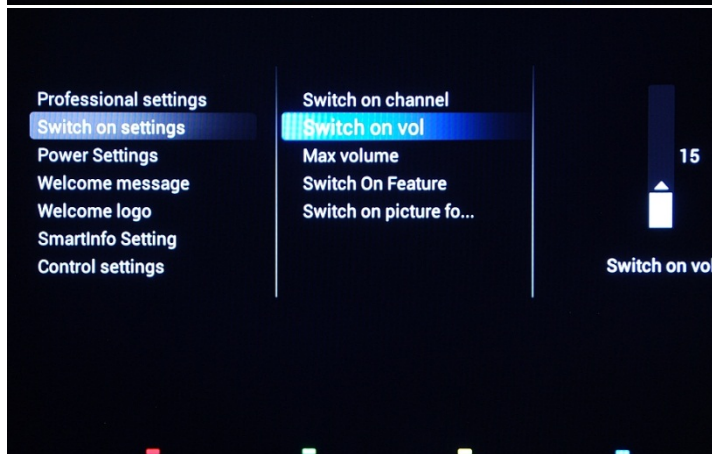 Professional settings
Switch on settings
Power Settings
Welcome message
Welcome logo
SmartInfo Setting
Control settings
Switch on channel
Switch on vol
Max volume
Switch On Feature
Switch on picture fo...
15
Switch on vol